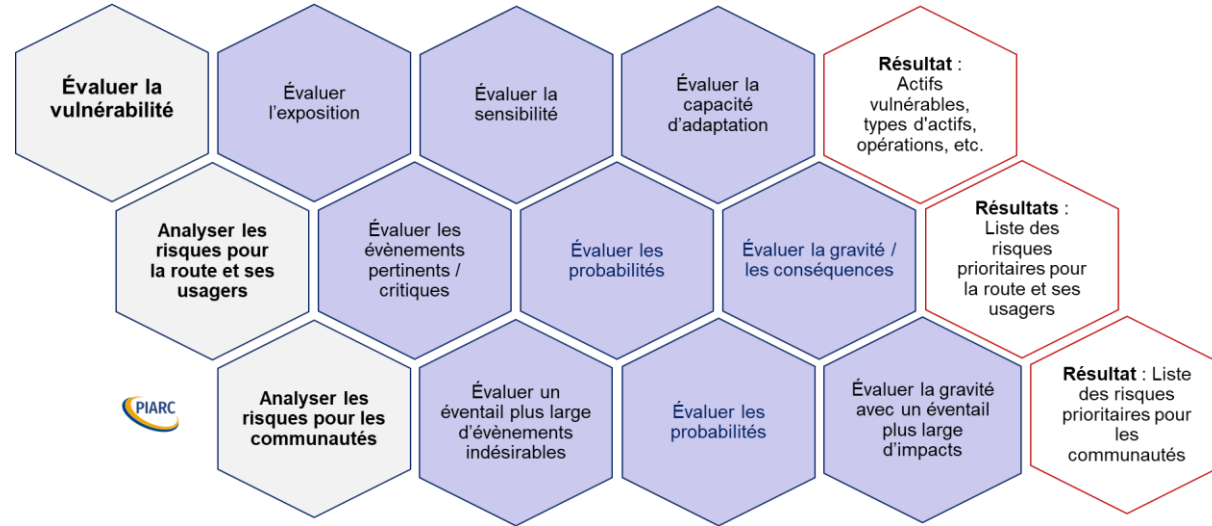 Évaluer la
vulnérabilité
Évaluer
l’exposition
Évaluer la
sensibilité
Évaluer la
capacité
d’adaptation
Résultat :
Actifs
vulnérables,
types d'actifs,
opérations, etc.
Analyser les
risques pour
la route et ses
usagers
Évaluer les
évènements
pertinents /
critiques
Évaluer les
probabilités
Évaluer la gravité /
les conséquences
Résultats :
Liste des
risques
prioritaires pour
la route et ses
usagers
PIARC
Analyser les
risques pour les
communautés
Évaluer un
éventail plus large
d’évènements
indésirables
Évaluer les
probabilités
Évaluer la gravité
avec un éventail
plus large
d’impacts
Résultat : Liste
des risques
prioritaires pour
les
communautés